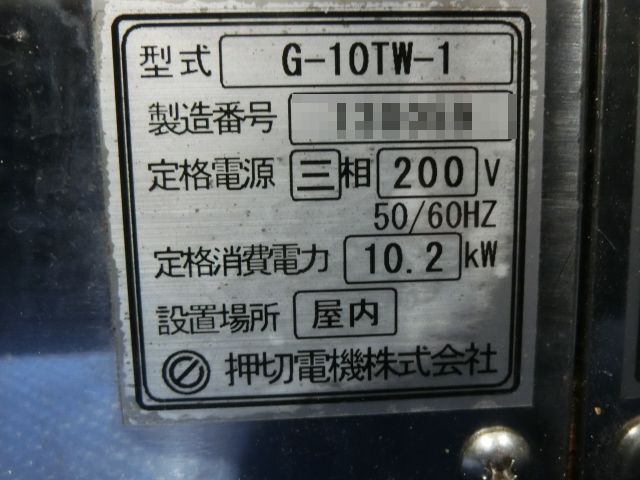 型式 G-10TW-1
製造番号
定格電源 三相 200 V
50/60HZ
定格消費電力 10.2 kW
設置場所 屋内
押切電機株式会社